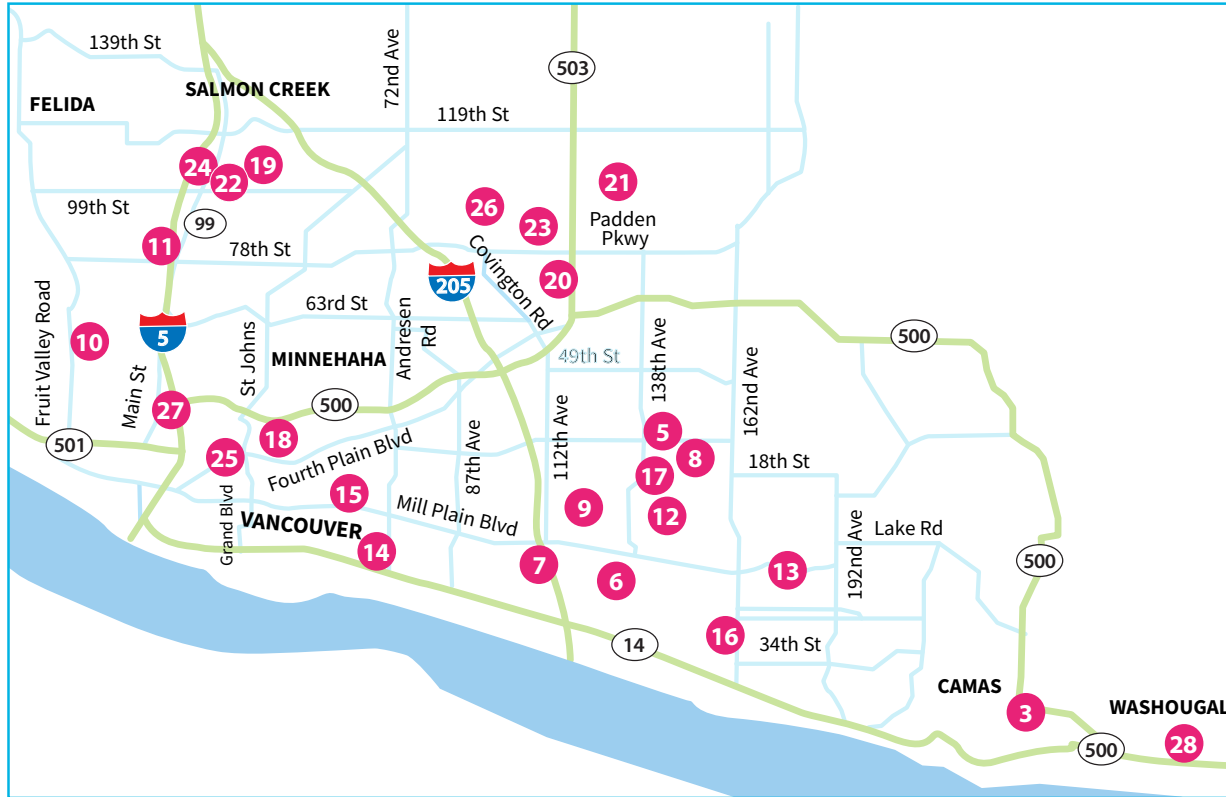 139th St
72nd Ave
503
SALMON CREEK
FELIDA
119th St
24
19
22
21
99th St
26
99
23
Padden
Pkwy
11
78th St
Covington Rd
20
205
Fruit Valley Road
63rd St
5
10
Andresen
Rd
500
St Johns
MINNEHAHA
49th St
138th Ave
Main St
162nd Ave
27
500
501
18
5
25
Fourth Plain Blvd
87th Ave
112th Ave
8
18th St
17
15
Mill Plain Blvd
9
12
Grand Blvd
VANCOUVER
14
Lake Rd
192nd Ave
7
6
13
500
16
14
34th St
CAMAS
3
WASHOUGAL
500
28